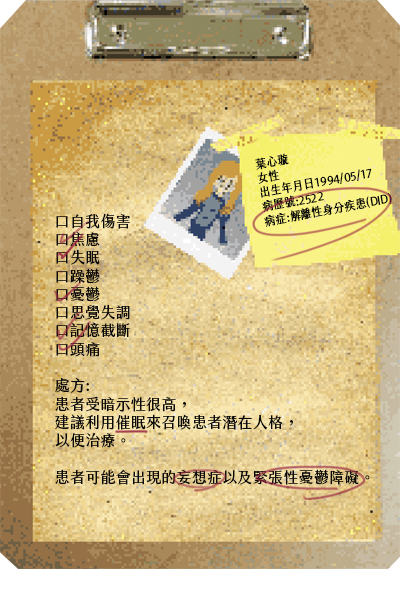 葉心璇
女性
出生年月日1994/05/17
病歷號:2522
病症:解離性身分疾患(DID)
口自我傷害
口焦慮
口失眠
口躁鬱
口憂鬱
口思覺失調
口記憶截斷
口頭痛
處方:
患者受暗示性很高，
建議利用催眠來召喚患者潛在人格，
以便治療。
患者可能會出現的妄想症以及緊張性憂鬱障礙。